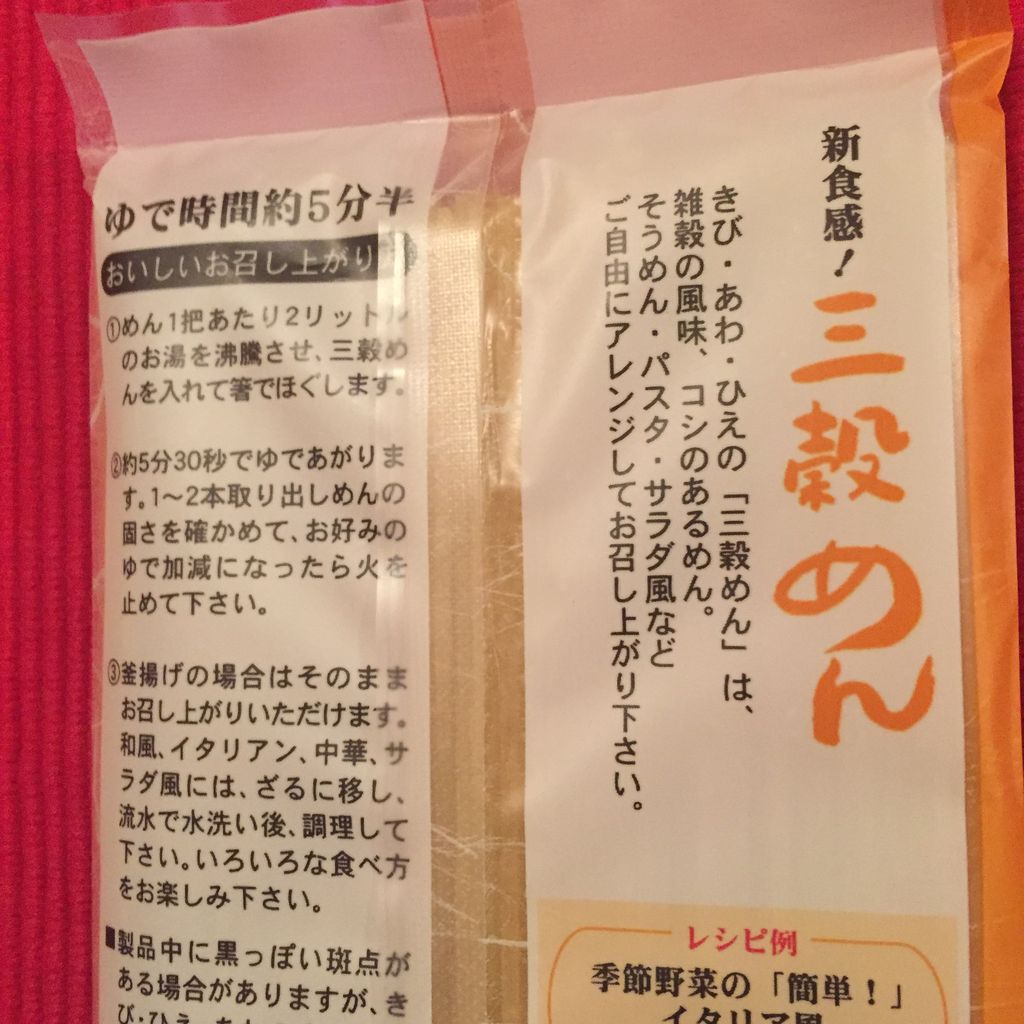 新食感!
三穀めん
きび・あわ・ひえの「三穀めん」は、
雑穀の風味、コシのあるめん。
そうめん・パスタ・サラダ風など
ご自由にアレンジしてお召し上がり下さい。
ゆで時間約5分半
おいしいお召し上がり
①めん1把あたり2リットル
のお湯を沸騰させ、三穀め
んを入れて箸でほぐします。
②約5分30秒でゆであがりま
す。1〜2本取り出しめんの
固さを確かめて、お好みの
ゆで加減になったら火を
止めて下さい。
③釜揚げの場合はそのまま
お召し上がりいただけます。
和風、イタリアン、中華、サ
ラダ風には、ざるに移し、
流水で水洗い後、調理して
下さい。いろいろな食べ方
をお楽しみ下さい。
■製品中に黒っぽい斑点が
ある場合がありますが、き
び・ひえ・あわ
レシピ例
季節野菜の「簡単!」
イタリア風